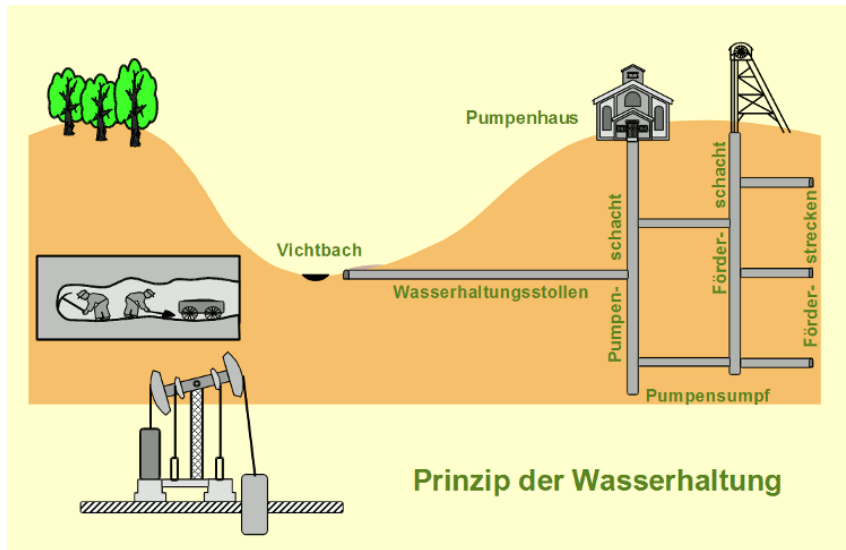 Pumpenhaus
Vichtbach
Wasserhaltungsstollen
Pumpen- schacht
Förder- schacht
Förder- strecken
Pumpensumpf
Prinzip der Wasserhaltung